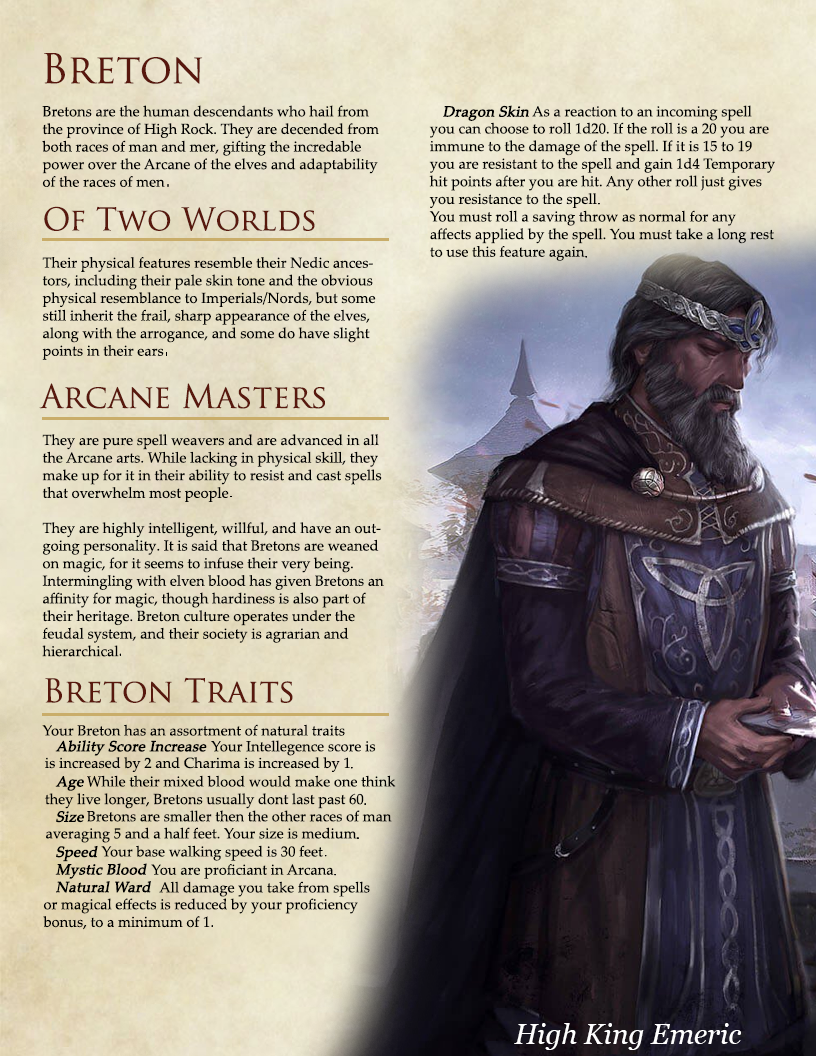 BRETON
Bretons are the human descendants who hail from
the province of High Rock. They are decended from
both races of man and mer, gifting the incredable
power over the Arcane of the elves and adaptability
of the races of men.
OF TWO WORLDS
Their physical features resemble their Nedic ances-
tors, including their pale skin tone and the obvious
physical resemblance to Imperials/Nords, but some
still inherit the frail, sharp appearance of the elves,
along with the arrogance, and some do have slight
points in their ears.
ARCANE MASTERS
They are pure spell weavers and are advanced in all
the Arcane arts. While lacking in physical skill, they
make up for it in their ability to resist and cast spells
that overwhelm most people.
They are highly intelligent, willful, and have an out-
going personality. It is said that Bretons are weaned
on magic, for it seems to infuse their very being.
Intermingling with elven blood has given Bretons an
affinity for magic, though hardiness is also part of
their heritage. Breton culture operates under the
feudal system, and their society is agrarian and
hierarchical.
BRETON TRAITS
Your Breton has an assortment of natural traits
Ability Score Increase Your Intellegence score is
is increased by 2 and Charima is increased by 1.
Age While their mixed blood would make one think
they live longer, Bretons usually dont last past 60.
Size Bretons are smaller then the other races of man
averaging 5 and a half feet. Your size is medium.
Speed Your base walking speed is 30 feet.
Mystic Blood You are proficiant in Arcana.
Natural Ward All damage you take from spells
or magical effects is reduced by your proficiency
bonus, to a minimum of 1.
Dragon Skin As a reaction to an incoming spell
you can choose to roll 1d20. If the roll is a 20 you are
immune to the damage of the spell. If it is 15 to 19
you are resistant to the spell and gain 1d4 Temporary
hit points after you are hit. Any other roll just gives
you resistance to the spell.
You must roll a saving throw as normal for any
affects applied by the spell. You must take a long rest
to use this feature again.
High King Emeric